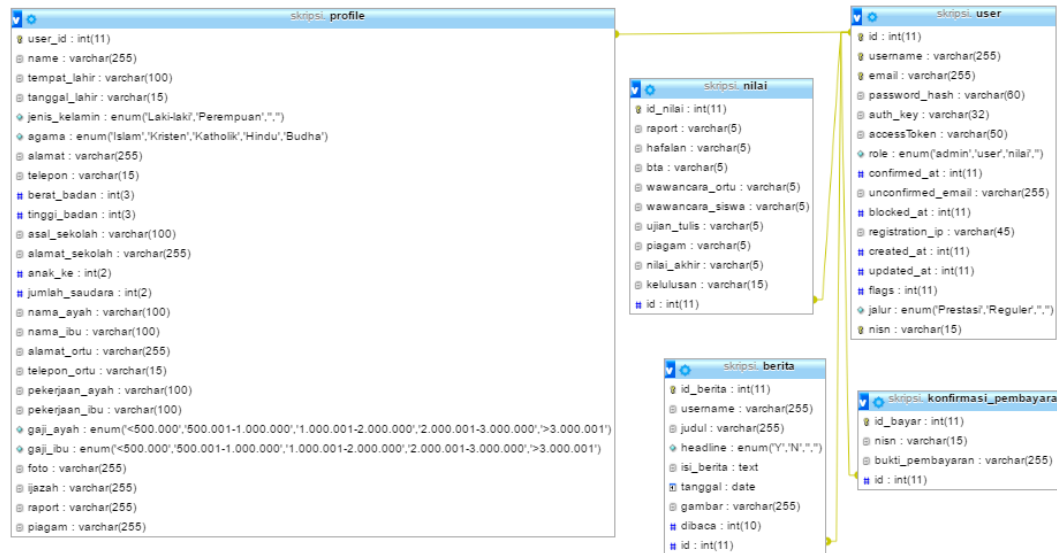 skripsi. profile
user_id : int(11)
name : varchar(255)
tempat_lahir : varchar(100)
tanggal_lahir : varchar(15)
jenis_kelamin : enum('Laki-laki','Perempuan','','')
agama : enum('Islam','Kristen','Katholik','Hindu','Budha')
alamat : varchar(255)
telepon : varchar(15)
berat_badan : int(3)
tinggi_badan : int(3)
asal_sekolah : varchar(100)
alamat_sekolah : varchar(255)
anak_ke : int(2)
jumlah_saudara : int(2)
nama_ayah : varchar(100)
nama_ibu : varchar(100)
alamat_ortu : varchar(255)
telepon_ortu : varchar(15)
pekerjaan_ayah : varchar(100)
pekerjaan_ibu : varchar(100)
gaji_ayah : enum('<500.000','500.001-1.000.000','1.000.001-2.000.000','2.000.001-3.000.000','>3.000.001')
gaji_ibu : enum('<500.000','500.001-1.000.000','1.000.001-2.000.000','2.000.001-3.000.000','>3.000.001')
foto : varchar(255)
ijazah : varchar(255)
raport : varchar(255)
piagam : varchar(255)
skripsi. nilai
id_nilai : int(11)
raport : varchar(5)
hafalan : varchar(5)
bta : varchar(5)
wawancara_ortu : varchar(5)
wawancara_siswa : varchar(5)
ujian_tulis : varchar(5)
piagam : varchar(5)
nilai_akhir : varchar(5)
kelulusan : varchar(15)
id : int(11)
skripsi. berita
id_berita : int(11)
username : varchar(255)
judul : varchar(255)
headline : enum('Y','N','','')
isi_berita : text
tanggal : date
gambar : varchar(255)
dibaca : int(10)
id : int(11)
skripsi. user
id : int(11)
username : varchar(255)
email : varchar(255)
password_hash : varchar(60)
auth_key : varchar(32)
accessToken : varchar(50)
role : enum('admin','user','nilai','')
confirmed_at : int(11)
unconfirmed_email : varchar(255)
blocked_at : int(11)
registration_ip : varchar(45)
created_at : int(11)
updated_at : int(11)
flags : int(11)
jalur : enum('Prestasi','Reguler','','')
nisn : varchar(15)
skripsi. konfirmasi_pembayara
id_bayar : int(11)
nisn : varchar(15)
bukti_pembayaran : varchar(255)
id : int(11)